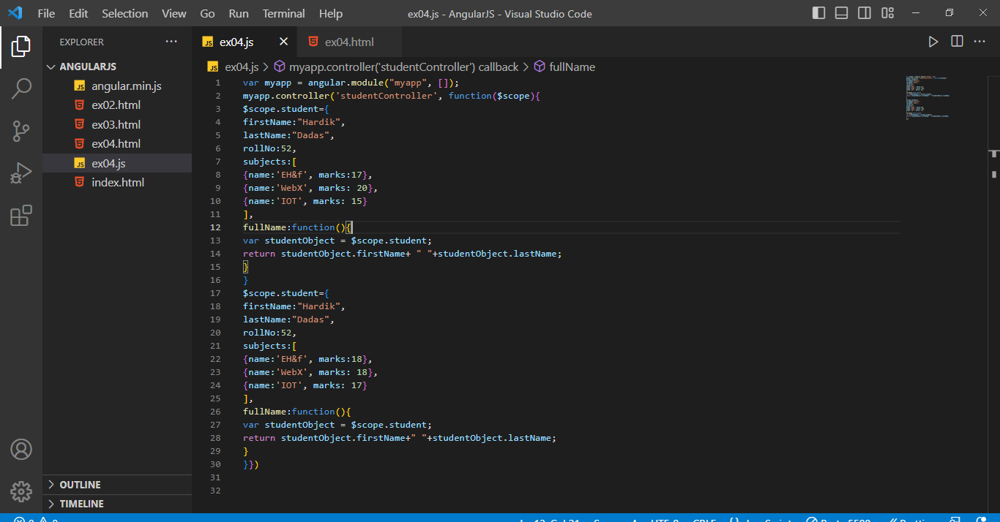 File Edit Selection View Go Run Terminal Help
ex04.js - AngularJS - Visual Studio Code
EXPLORER
ANGULARJS
angular.min.js
ex02.html
ex03.html
ex04.html
ex04.js
index.html
OUTLINE
TIMELINE
ex04.js
ex04.html
ex04.js > myapp.controller('studentController') callback > fullName
1 var myapp = angular.module("myapp", []);
2 myapp.controller('studentController', function($scope){
3 $scope.student={
4 firstName:"Hardik",
5 lastName:"Dadas",
6 rollNo:52,
7 subjects:[
8 {name:'EH&f', marks:17},
9 {name:'WebX', marks: 20},
10 {name:'IOT', marks: 15}
11 ],
12 fullName:function(){
13 var studentObject = $scope.student;
14 return studentObject.firstName+ " "+studentObject.lastName;
15 }
16 }
17 $scope.student={
18 firstName:"Hardik",
19 lastName:"Dadas",
20 rollNo:52,
21 subjects:[
22 {name:'EH&f', marks:18},
23 {name:'WebX', marks: 18},
24 {name:'IOT', marks: 17}
25 ],
26 fullName:function(){
27 var studentObject = $scope.student;
28 return studentObject.firstName+" "+studentObject.lastName;
29 }
30 }})
31
32